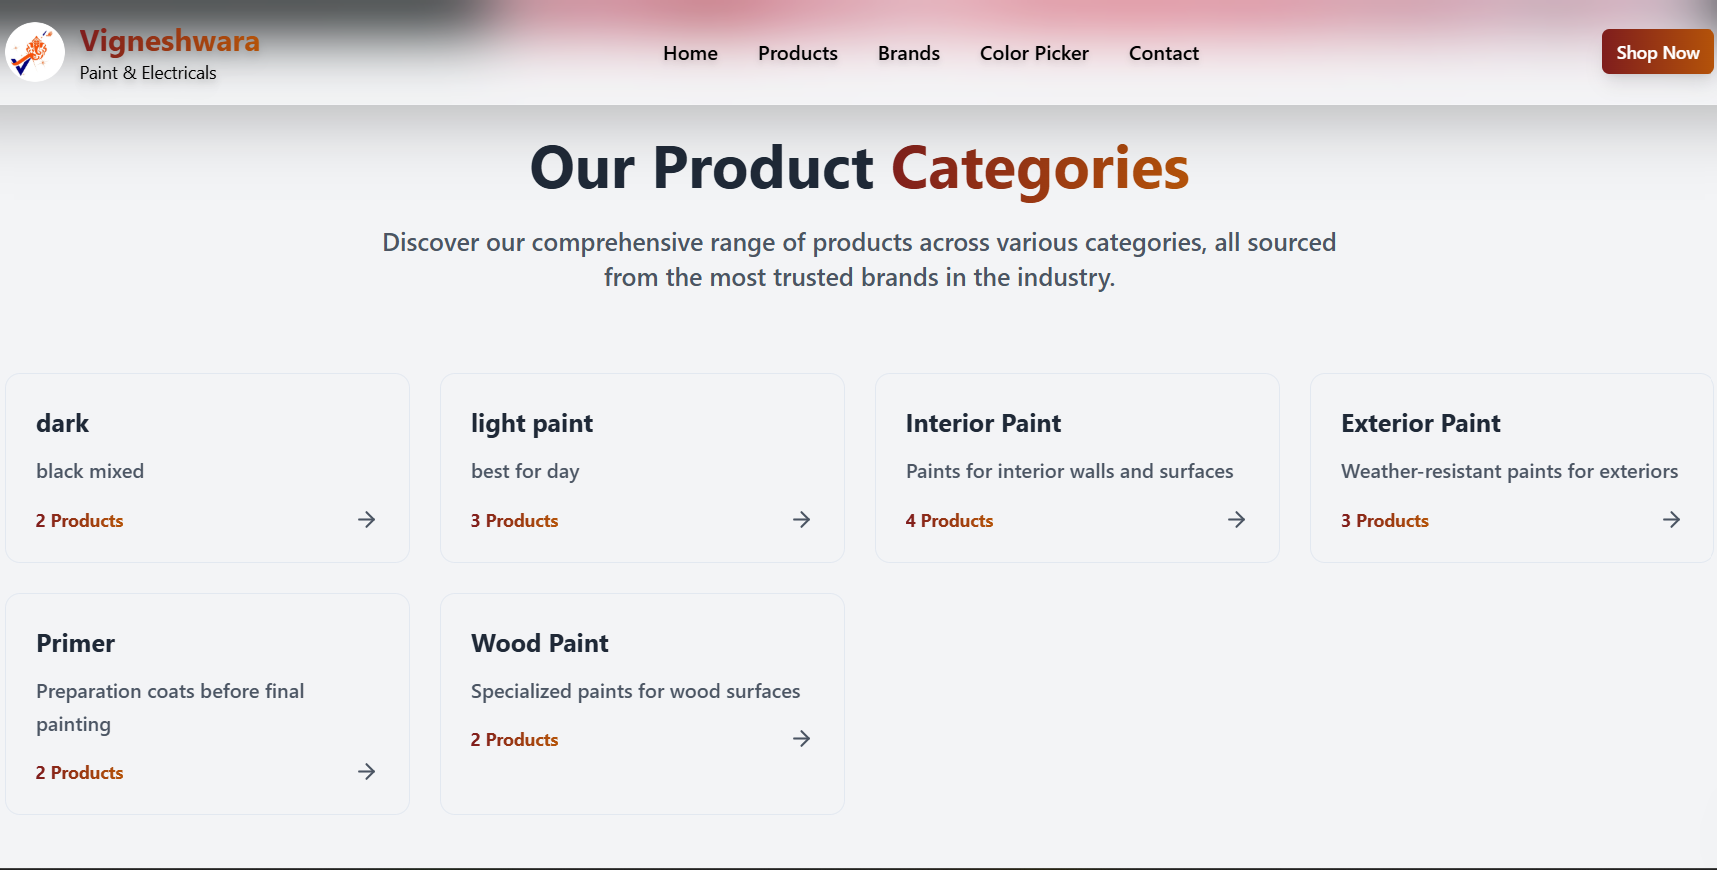 Vigneshwara
Paint & Electricals
Home
Products
Brands
Color Picker
Contact
Shop Now
Our Product Categories
Discover our comprehensive range of products across various categories, all sourced
from the most trusted brands in the industry.
dark
black mixed
2 Products
light paint
best for day
3 Products
Interior Paint
Paints for interior walls and surfaces
4 Products
Exterior Paint
Weather-resistant paints for exteriors
3 Products
Primer
Preparation coats before final
painting
2 Products
Wood Paint
Specialized paints for wood surfaces
2 Products